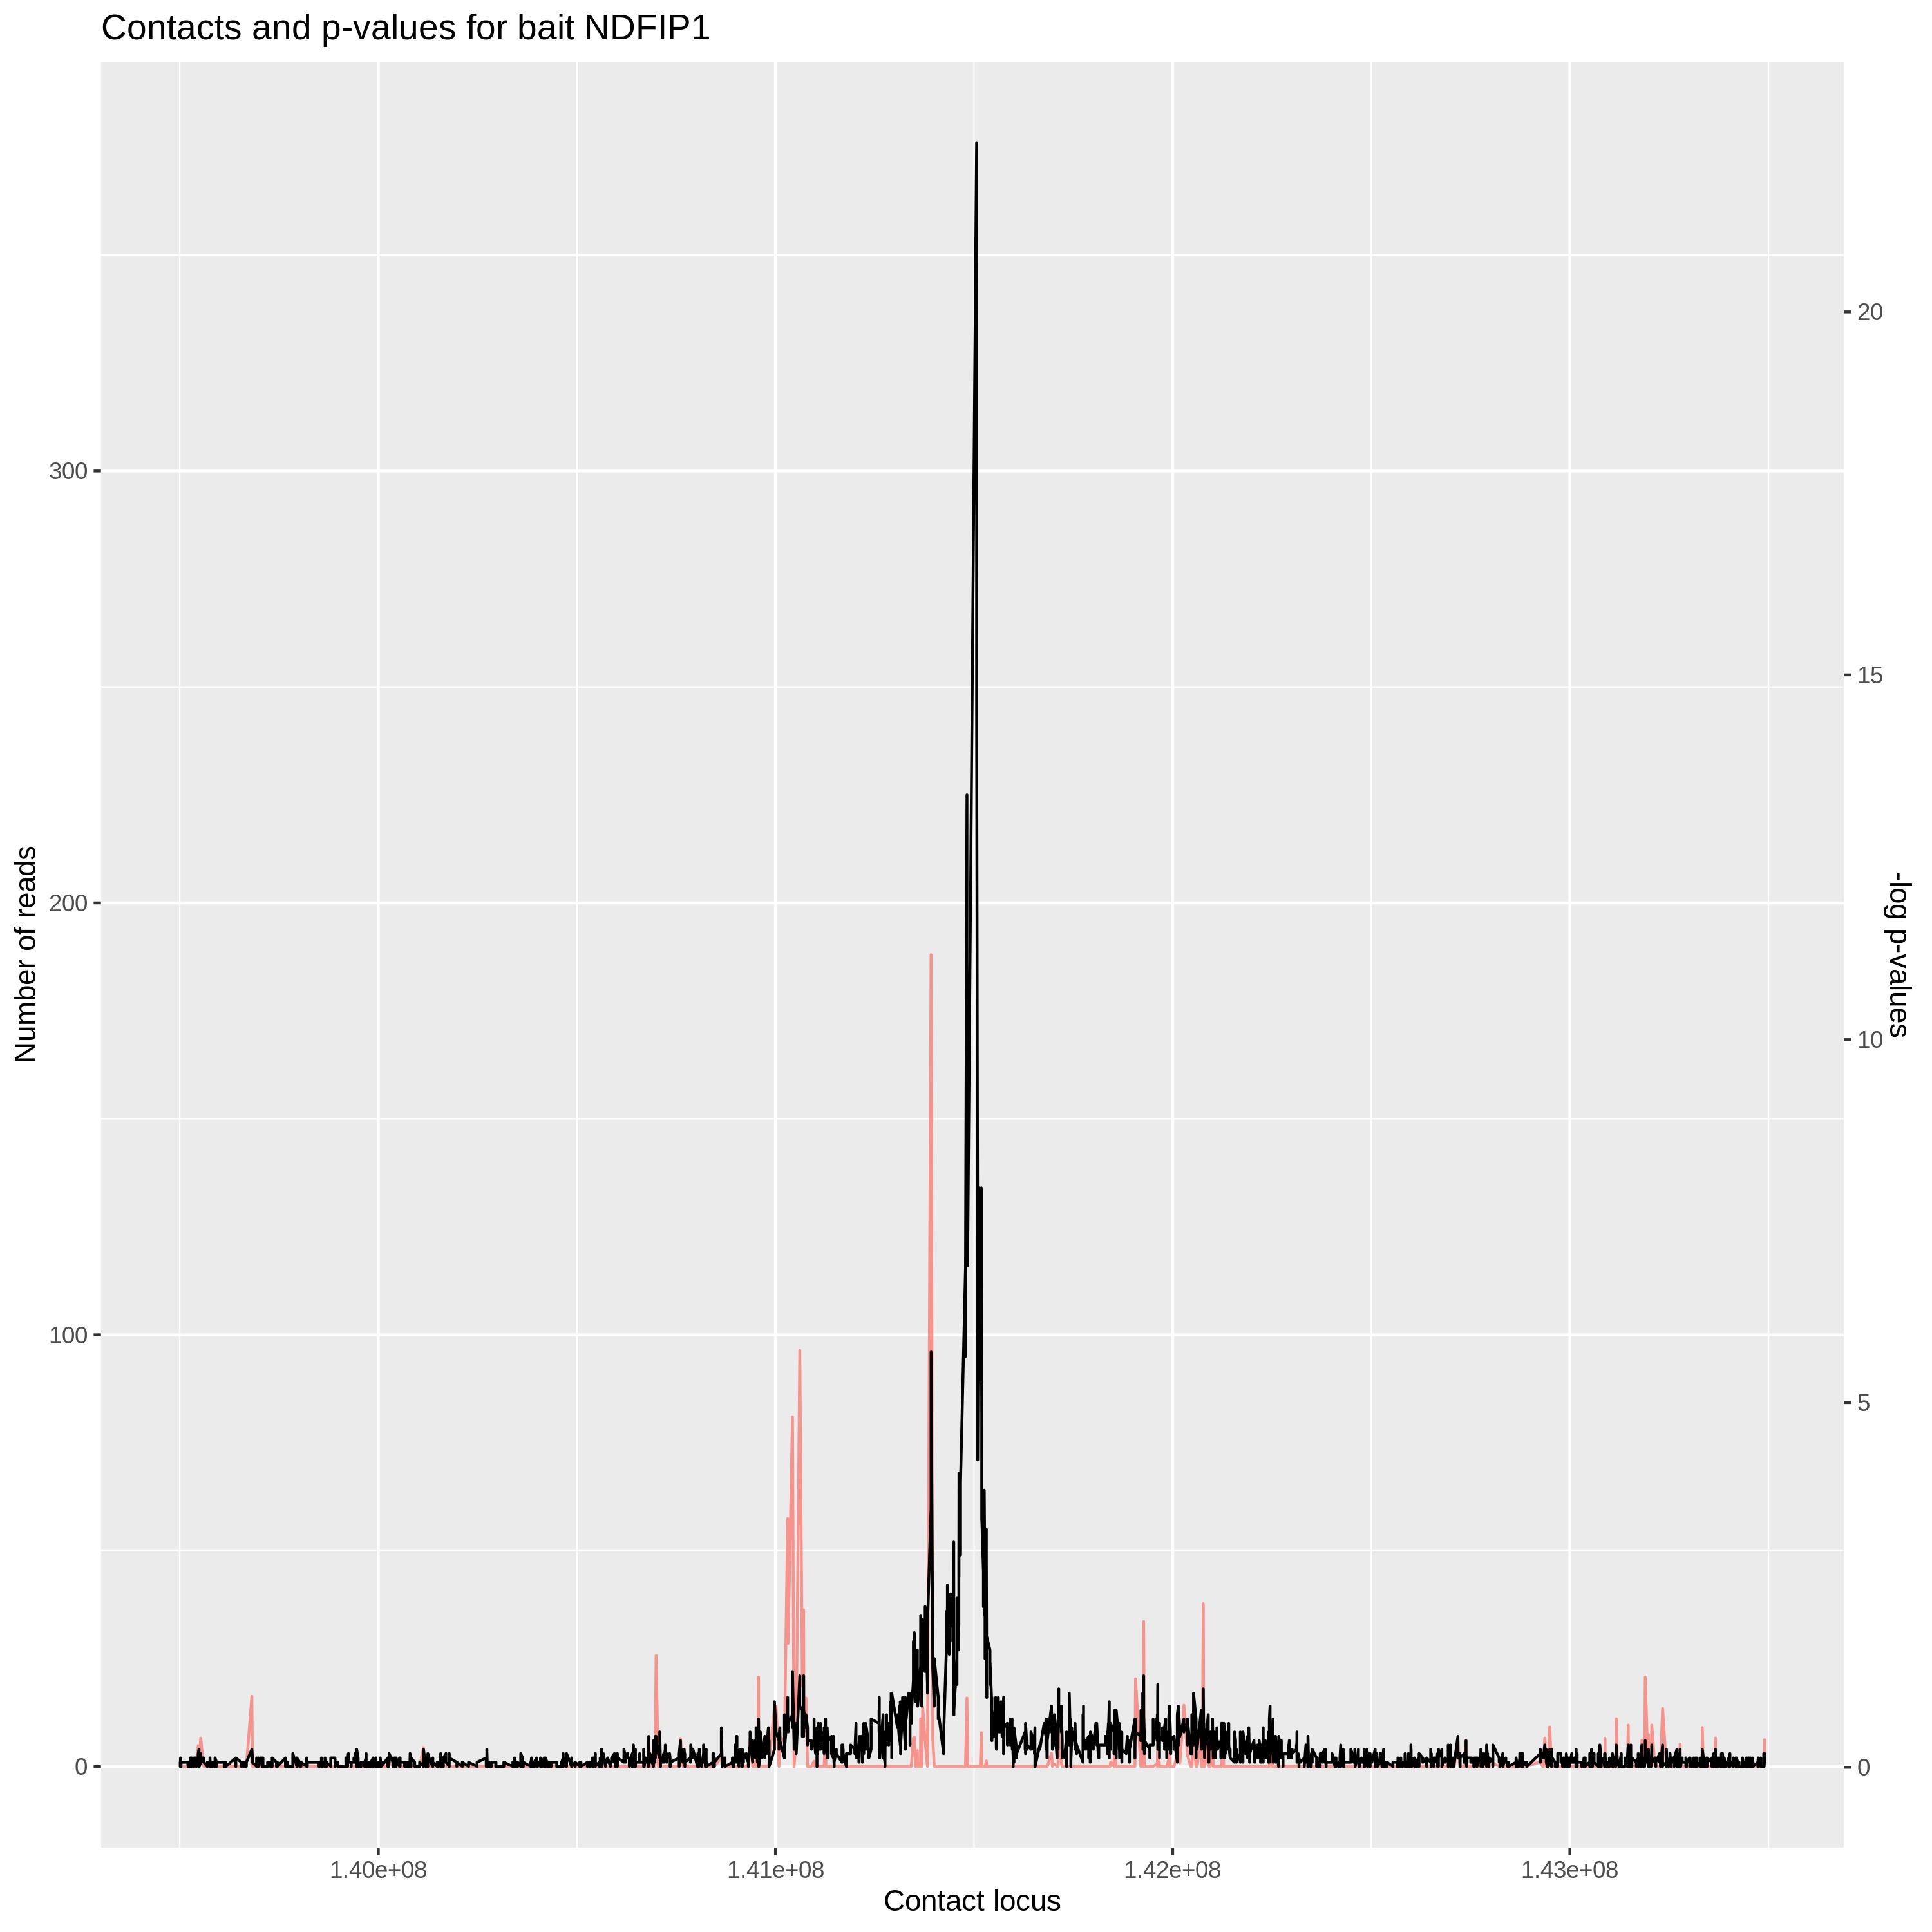 Contacts and p-values for bait NDFIP1
Number of reads
300
200
100
0
20
15
10
5
0
-log p-values
1.40e+08
1.41e+08
1.42e+08
1.43e+08
Contact locus